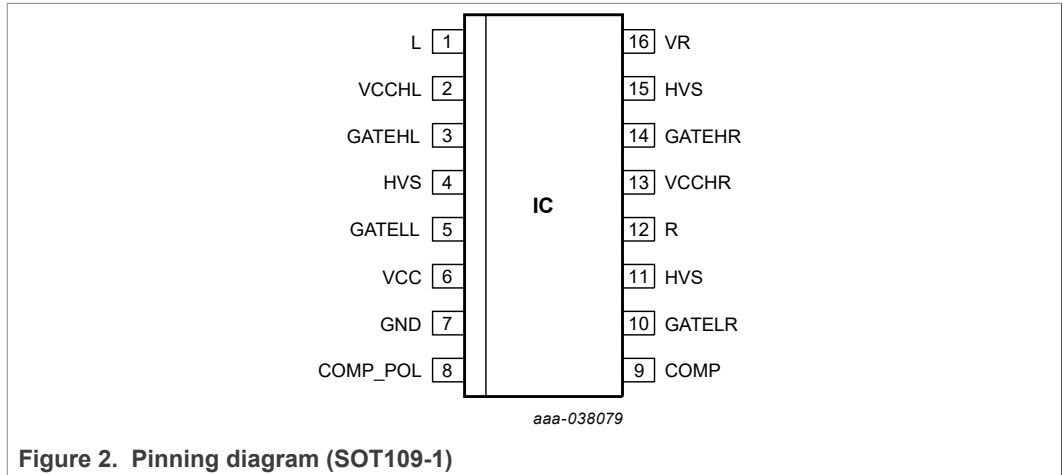 L 1
VCCHL 2
GATEHL 3
HVS 4
GATELL 5
VCC 6
GND 7
COMP_POL 8
IC
16 VR
15 HVS
14 GATEHR
13 VCCHR
12 R
11 HVS
10 GATELR
9 COMP
aaa-038079
Figure 2. Pinning diagram (SOT109-1)